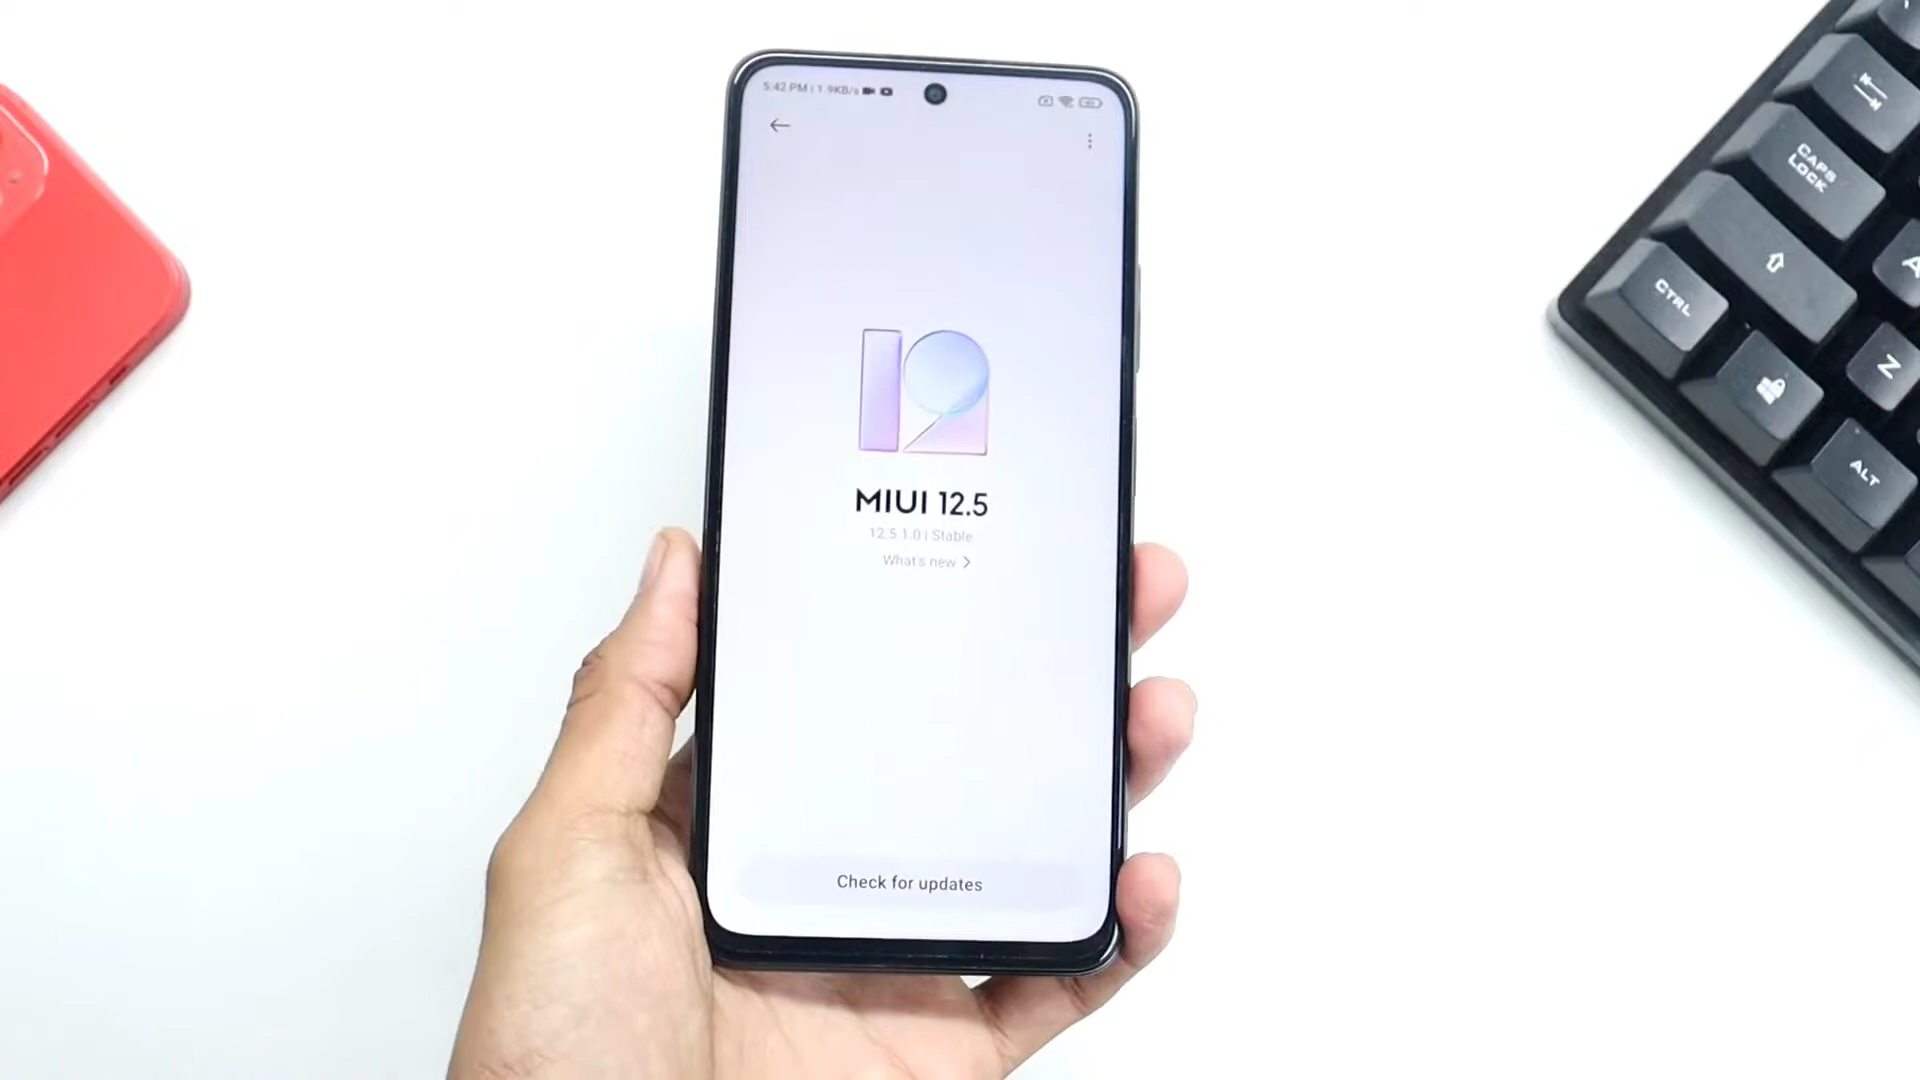 5:42 PM | 1.9KB/s
12
MIUI 12.5
12.5.1.0 | Stable
What's new >
Check for updates
N
N
CAPS
LOCK
A
CTRL
Z
ALT